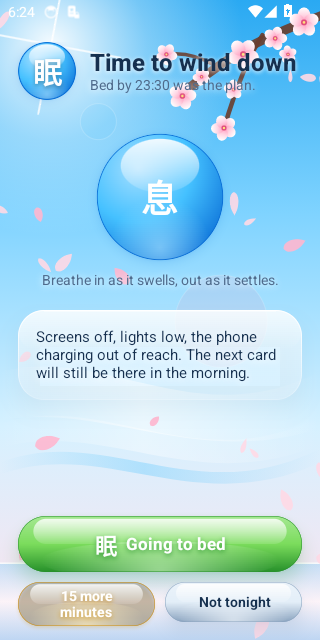 6:24
眠
Time to wind down
Bed by 23:30 was the plan.
息
Breathe in as it swells, out as it settles.
Screens off, lights low, the phone
charging out of reach. The next card
will still be there in the morning.
眠 Going to bed
15 more
minutes
Not tonight